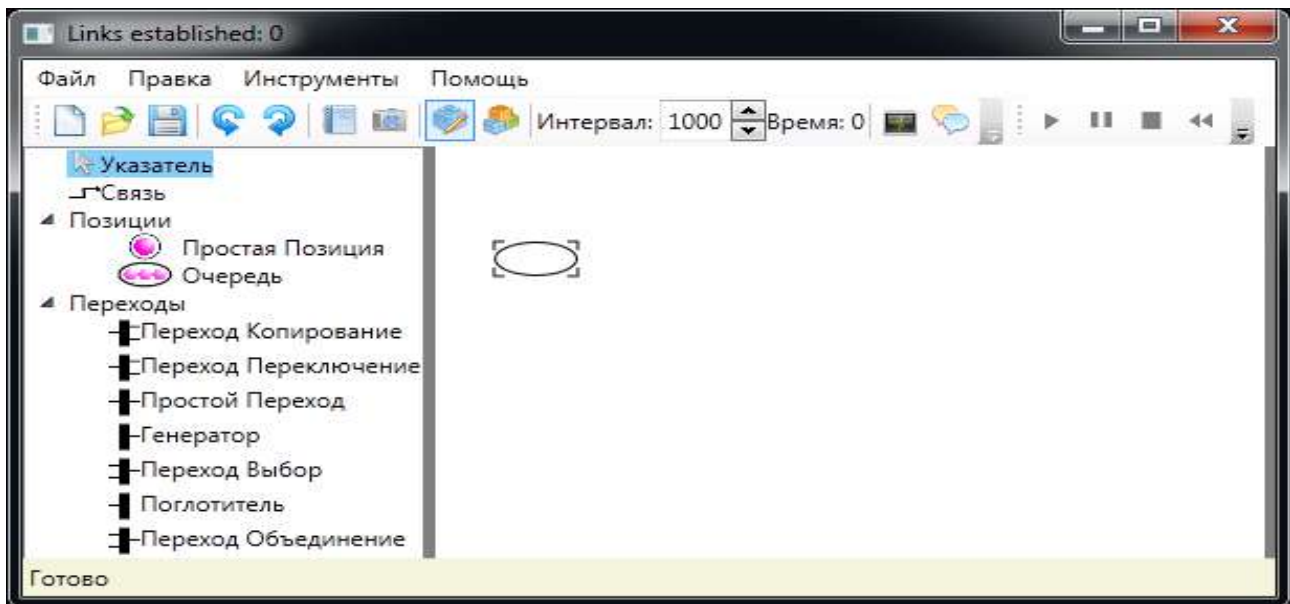 Links established: 0
Файл Правка Инструменты Помощь
Интервал: 1000 Время: 0
Указатель
Связь
Позиции
Простая Позиция
Очередь
Переходы
Переход Копирование
Переход Переключение
Простой Переход
Генератор
Переход Выбор
Поглотитель
Переход Объединение
Готово